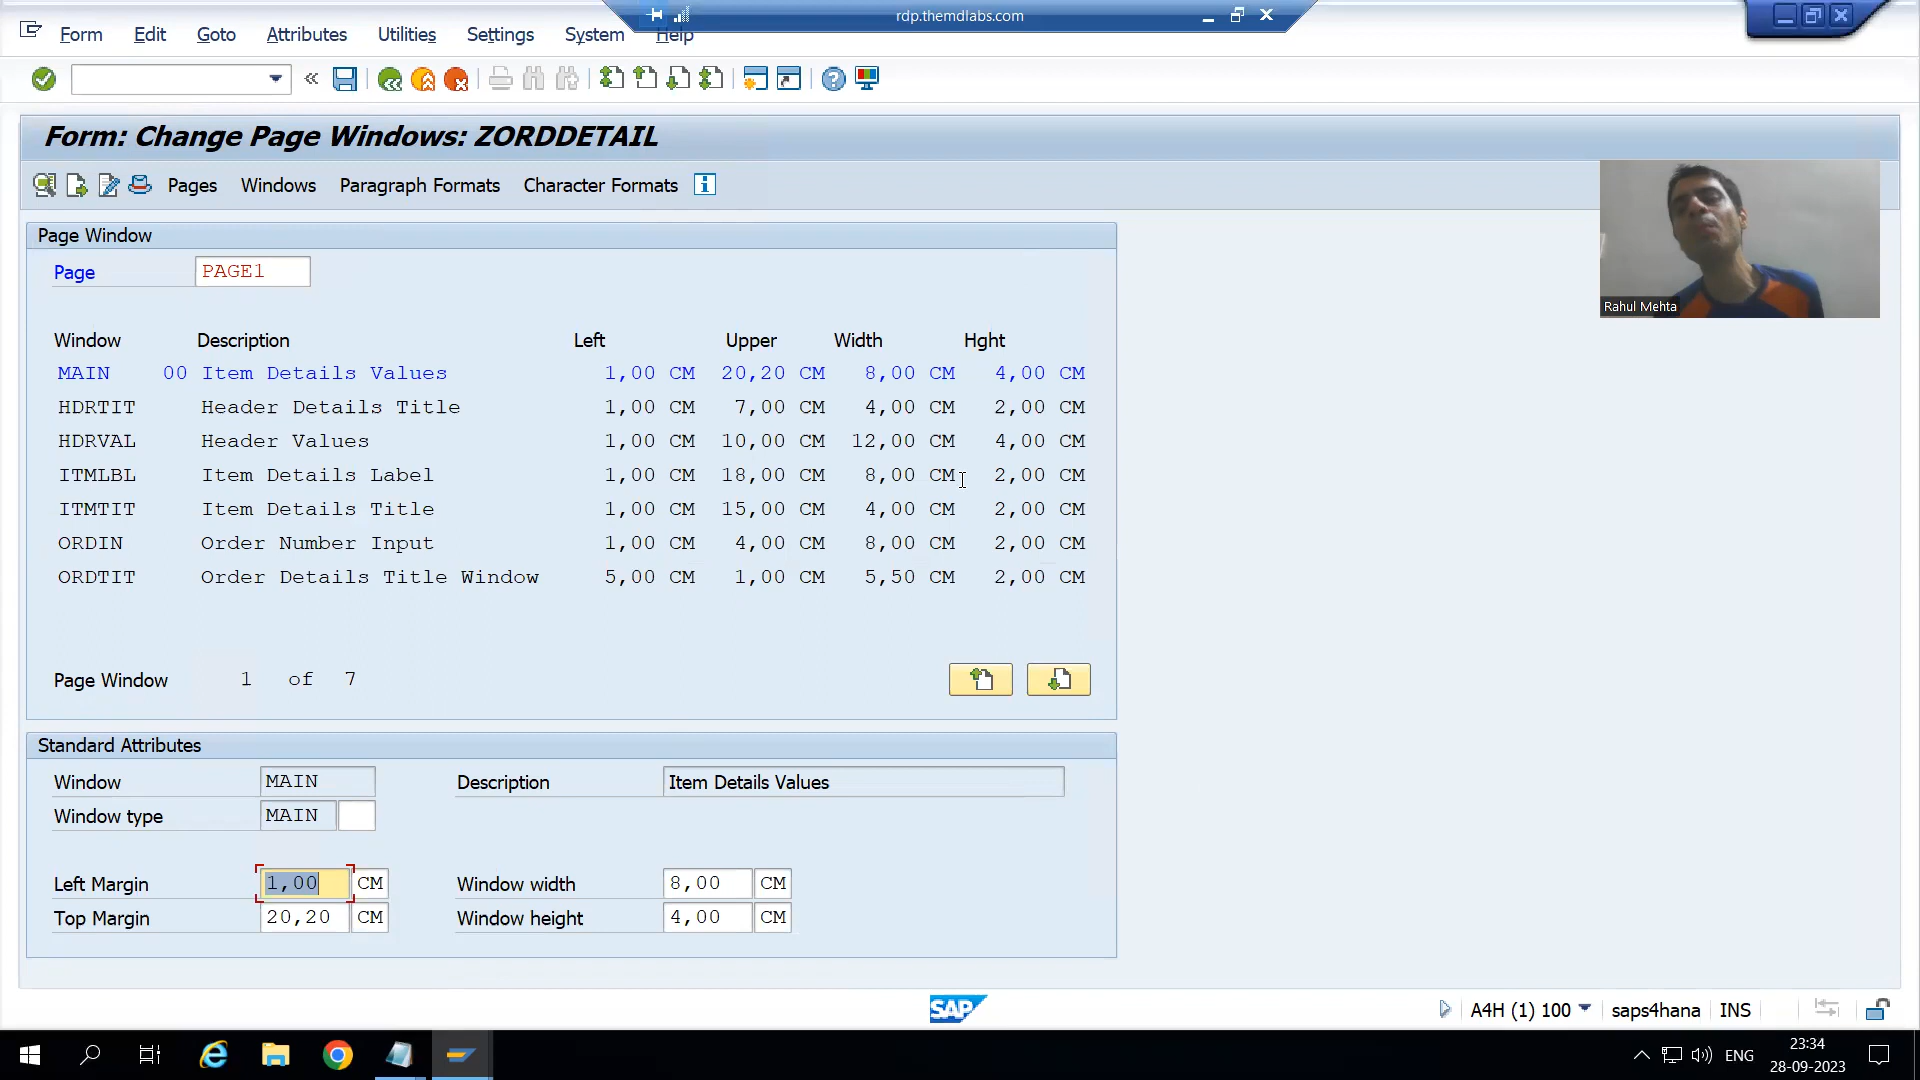 rdp.themdlabs.com
Form Edit Goto Attributes Utilities Settings System Help
Form: Change Page Windows: ZORDDETAIL
Pages Windows Paragraph Formats Character Formats
Rahul Mehta
Page Window
Page PAGE1
Window Description Left Upper Width Hght
MAIN 00 Item Details Values 1,00 CM 20,20 CM 8,00 CM 4,00 CM
HDRTIT Header Details Title 1,00 CM 7,00 CM 4,00 CM 2,00 CM
HDRVAL Header Values 1,00 CM 10,00 CM 12,00 CM 4,00 CM
ITMLBL Item Details Label 1,00 CM 18,00 CM 8,00 CM 2,00 CM
ITMTIT Item Details Title 1,00 CM 15,00 CM 4,00 CM 2,00 CM
ORDIN Order Number Input 1,00 CM 4,00 CM 8,00 CM 2,00 CM
ORDTIT Order Details Title Window 5,00 CM 1,00 CM 5,50 CM 2,00 CM
Page Window 1 of 7
Standard Attributes
Window MAIN Description Item Details Values
Window type MAIN
Left Margin 1,00 CM Window width 8,00 CM
Top Margin 20,20 CM Window height 4,00 CM
SAP A4H (1) 100 saps4hana INS
ENG 23:34
28-09-2023